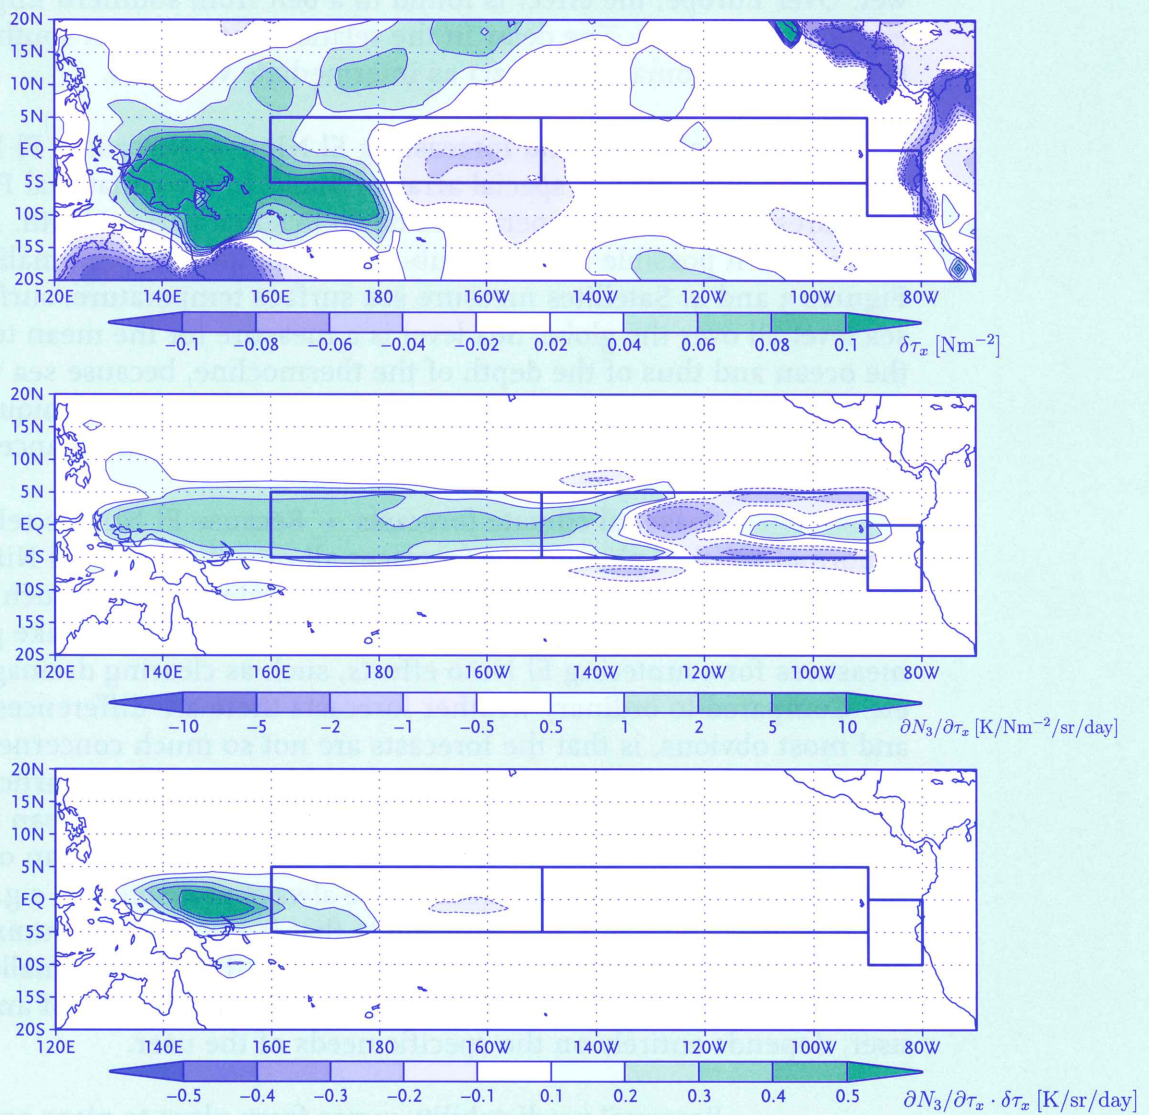 20N
15N
10N
5N
EQ
5S
10S
15S
20S
120E 140E 160E 180 160W 140W 120W 100W 80W
−0.1 −0.08 −0.06 −0.04 −0.02 0.02 0.04 0.06 0.08 0.1 δτₓ [Nm⁻²]
20N
15N
10N
5N
EQ
5S
10S
15S
20S
120E 140E 160E 180 160W 140W 120W 100W 80W
−10 −5 −2 −1 −0.5 0.5 1 2 5 10 ∂N₃/∂τₓ [K/Nm⁻²/sr/day]
20N
15N
10N
5N
EQ
5S
10S
15S
20S
120E 140E 160E 180 160W 140W 120W 100W 80W
−0.5 −0.4 −0.3 −0.2 −0.1 0.1 0.2 0.3 0.4 0.5 ∂N₃/∂τₓ · δτₓ [K/sr/day]